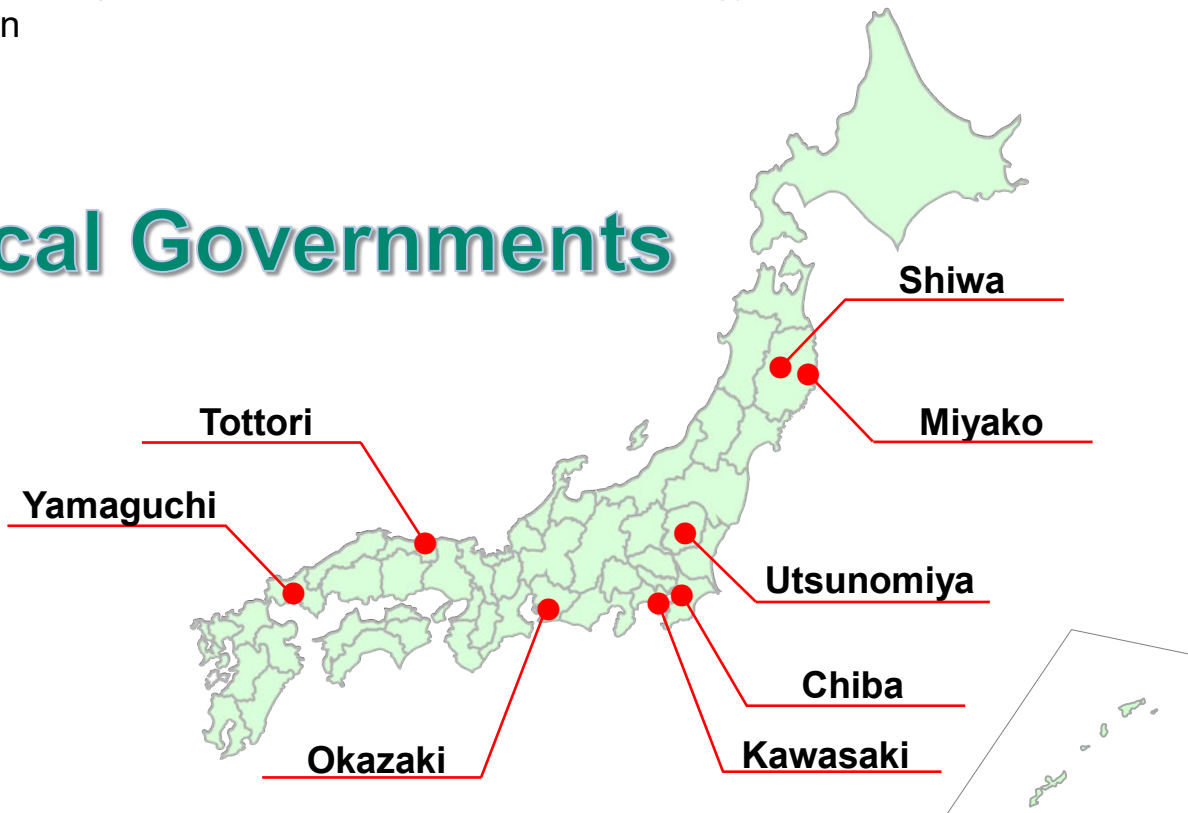 n
cal Governments
Shiwa
Miyako
Tottori
Yamaguchi
Utsunomiya
Chiba
Kawasaki
Okazaki